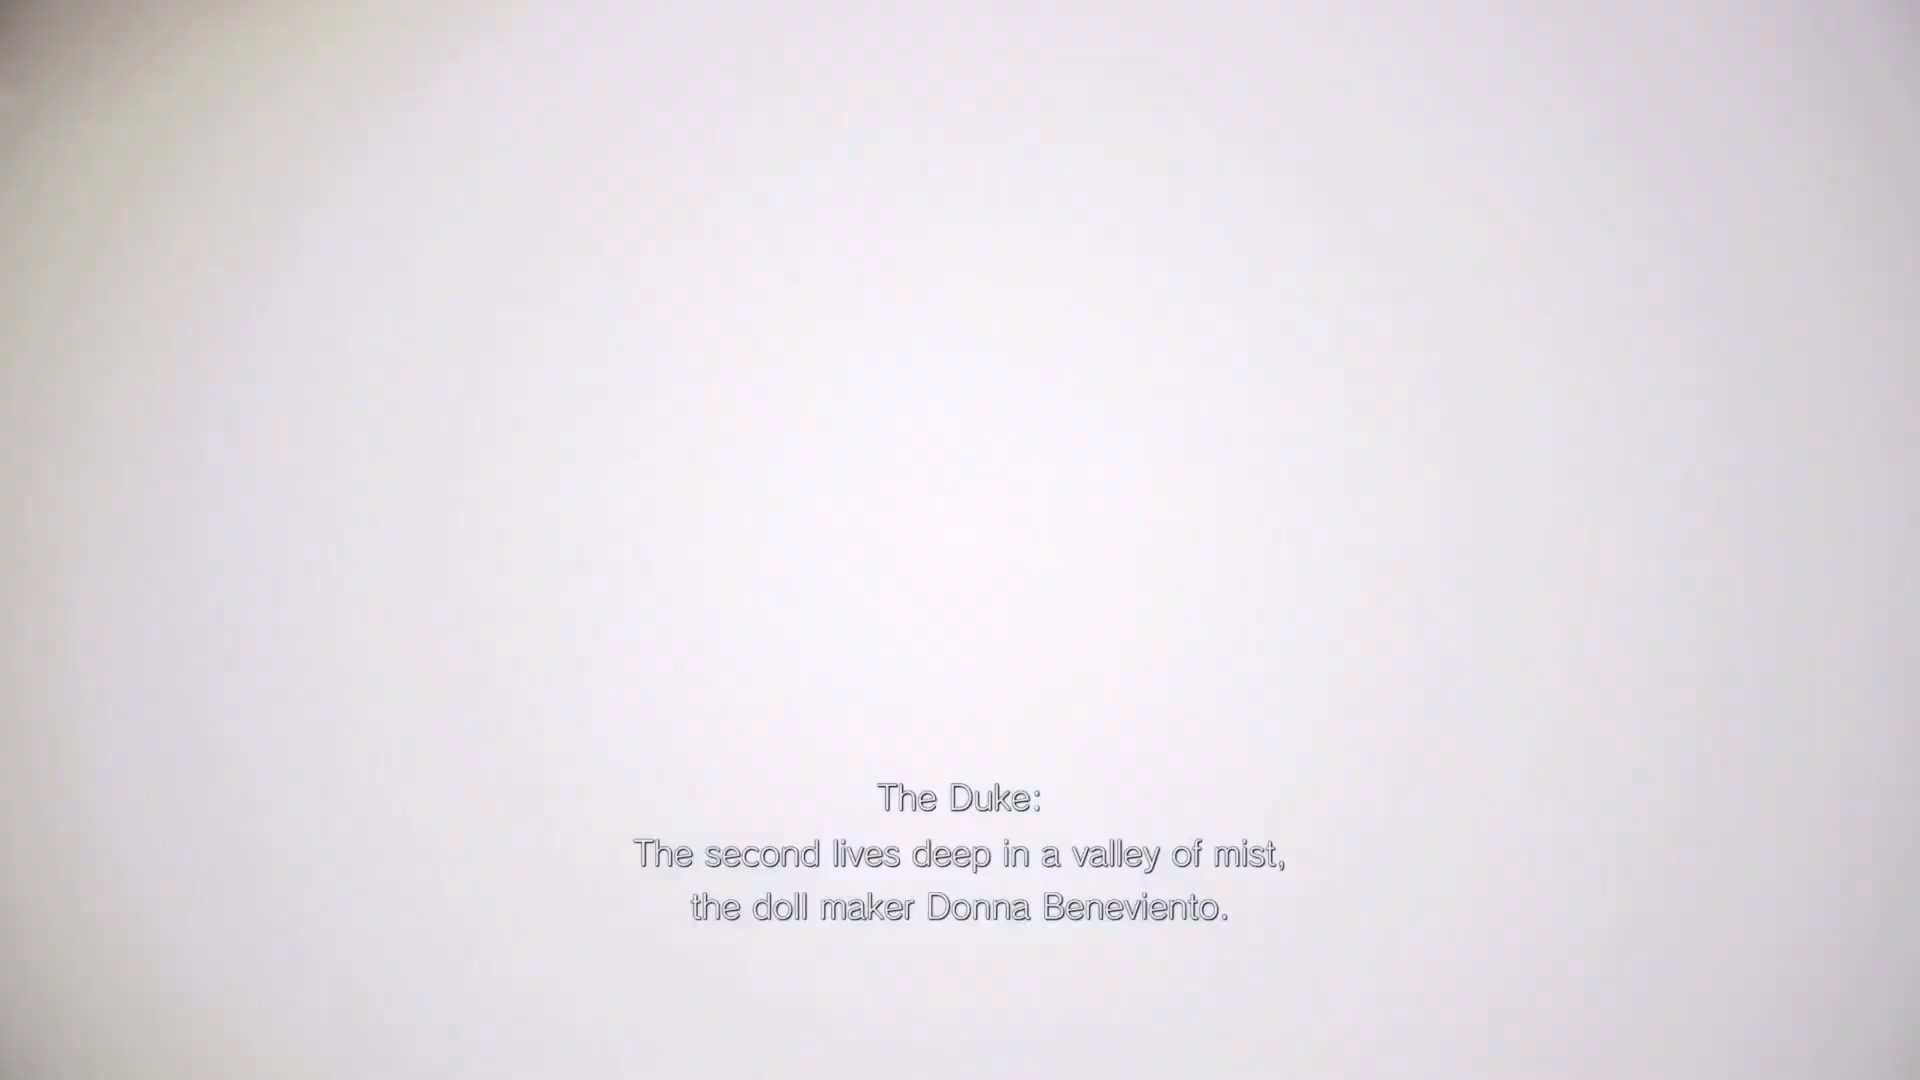 The Duke:
The second lives deep in a valley of mist,
the doll maker Donna Beneviento.